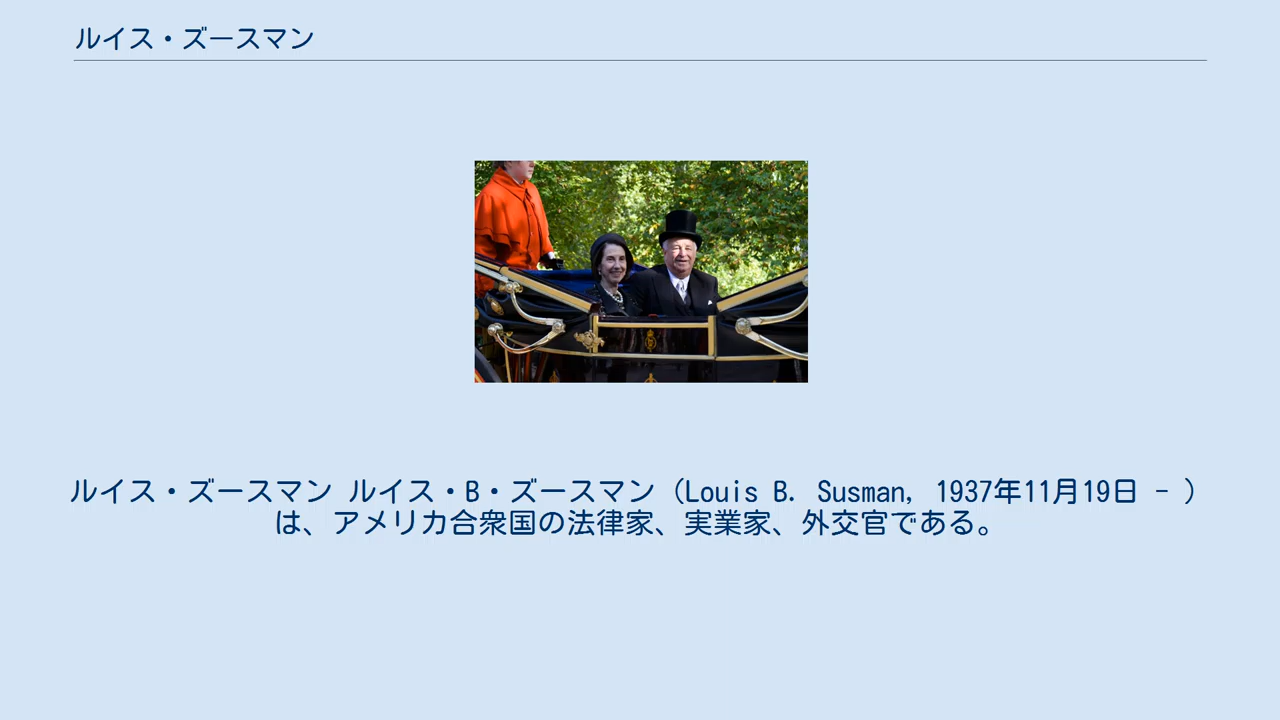 ルイス・ズースマン
ルイス・ズースマン ルイス・B・ズースマン（Louis B. Susman, 1937年11月19日 - ）
は、アメリカ合衆国の法律家、実業家、外交官である。